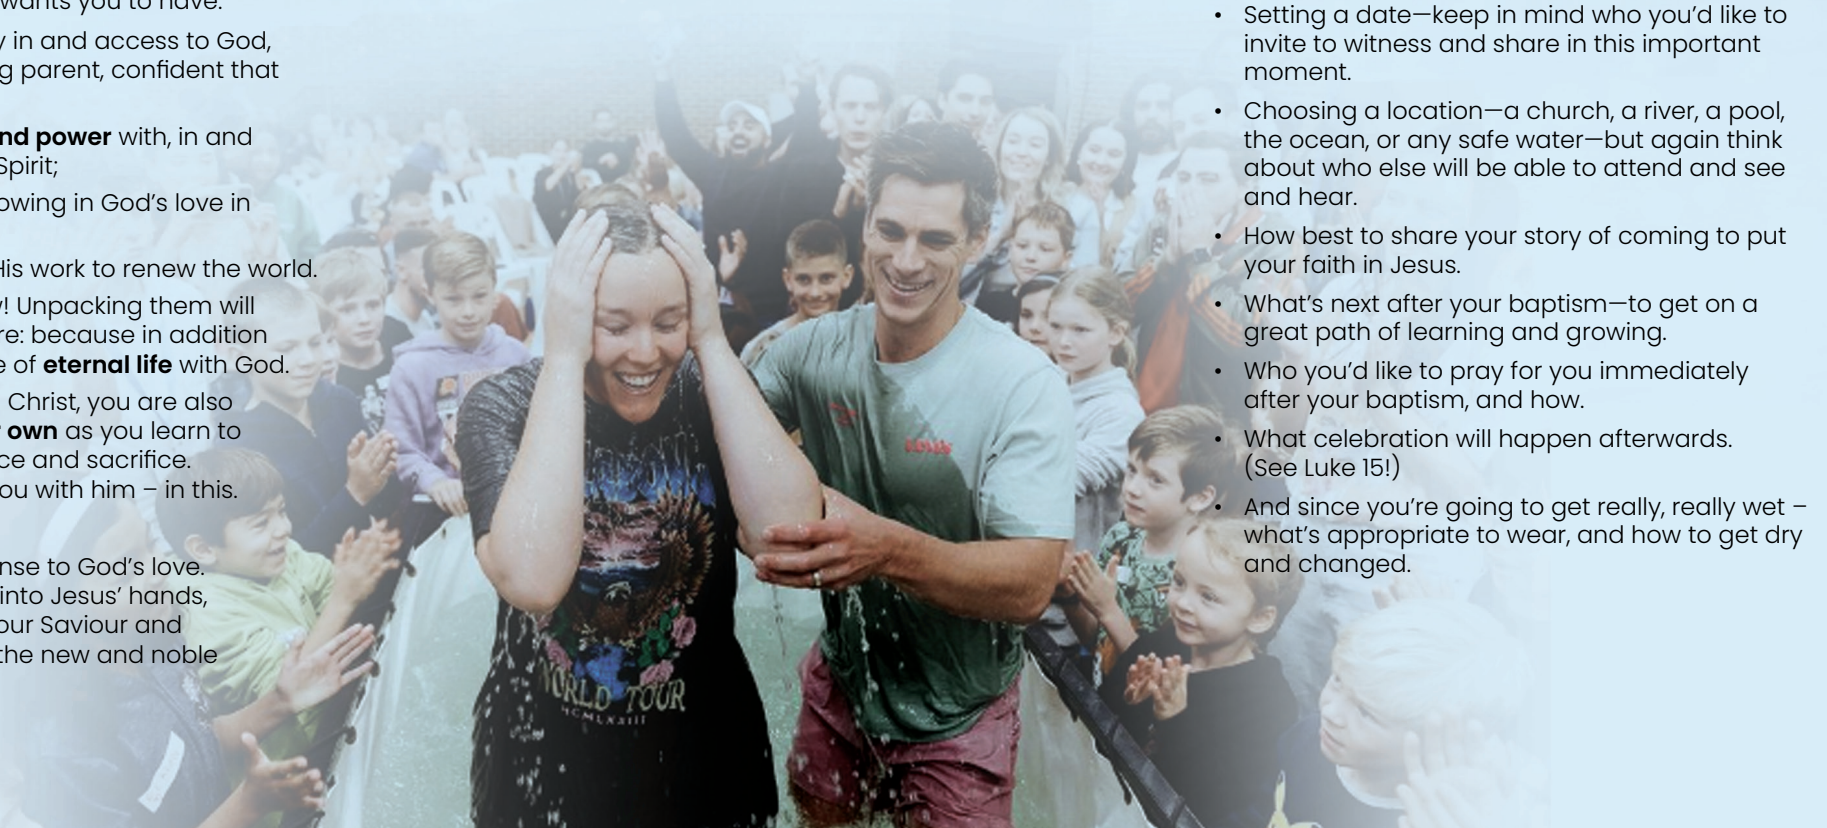 wants you to have:
y in and access to God,
g parent, confident that
nd power with, in and
Spirit;
owing in God's love in
His work to renew the world.
! Unpacking them will
re: because in addition
e of eternal life with God.
Christ, you are also
own as you learn to
ce and sacrifice.
ou with him – in this.
nse to God's love.
into Jesus' hands,
our Saviour and
the new and noble
WORLD TOUR
MCMLXXIII
• Setting a date—keep in mind who you'd like to
invite to witness and share in this important
moment.
• Choosing a location—a church, a river, a pool,
the ocean, or any safe water—but again think
about who else will be able to attend and see
and hear.
• How best to share your story of coming to put
your faith in Jesus.
• What's next after your baptism—to get on a
great path of learning and growing.
• Who you'd like to pray for you immediately
after your baptism, and how.
• What celebration will happen afterwards.
(See Luke 15!)
• And since you're going to get really, really wet –
what's appropriate to wear, and how to get dry
and changed.